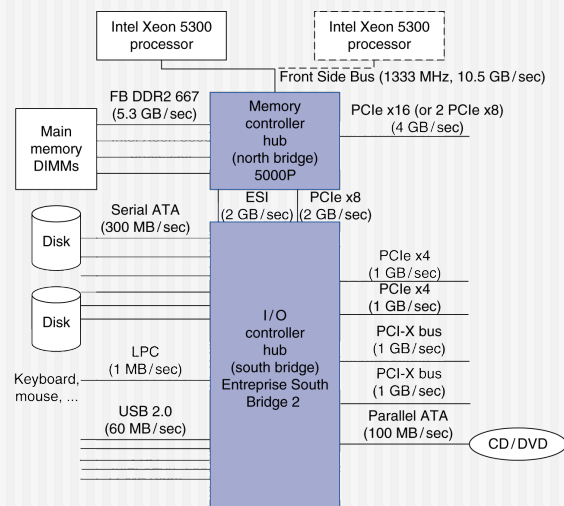 Intel Xeon 5300
processor
Intel Xeon 5300
processor
Front Side Bus (1333 MHz, 10.5 GB/sec)
FB DDR2 667
(5.3 GB/sec)
Main
memory
DIMMs
Memory
controller
hub
(north bridge)
5000P
PCIe x16 (or 2 PCIe x8)
(4 GB/sec)
ESI
(2 GB/sec)
PCIe x8
(2 GB/sec)
Serial ATA
(300 MB/sec)
Disk
Disk
LPC
(1 MB/sec)
Keyboard,
mouse, ...
USB 2.0
(60 MB/sec)
I/O
controller
hub
(south bridge)
Entreprise South
Bridge 2
PCIe x4
(1 GB/sec)
PCIe x4
(1 GB/sec)
PCI-X bus
(1 GB/sec)
PCI-X bus
(1 GB/sec)
Parallel ATA
(100 MB/sec)
CD/DVD